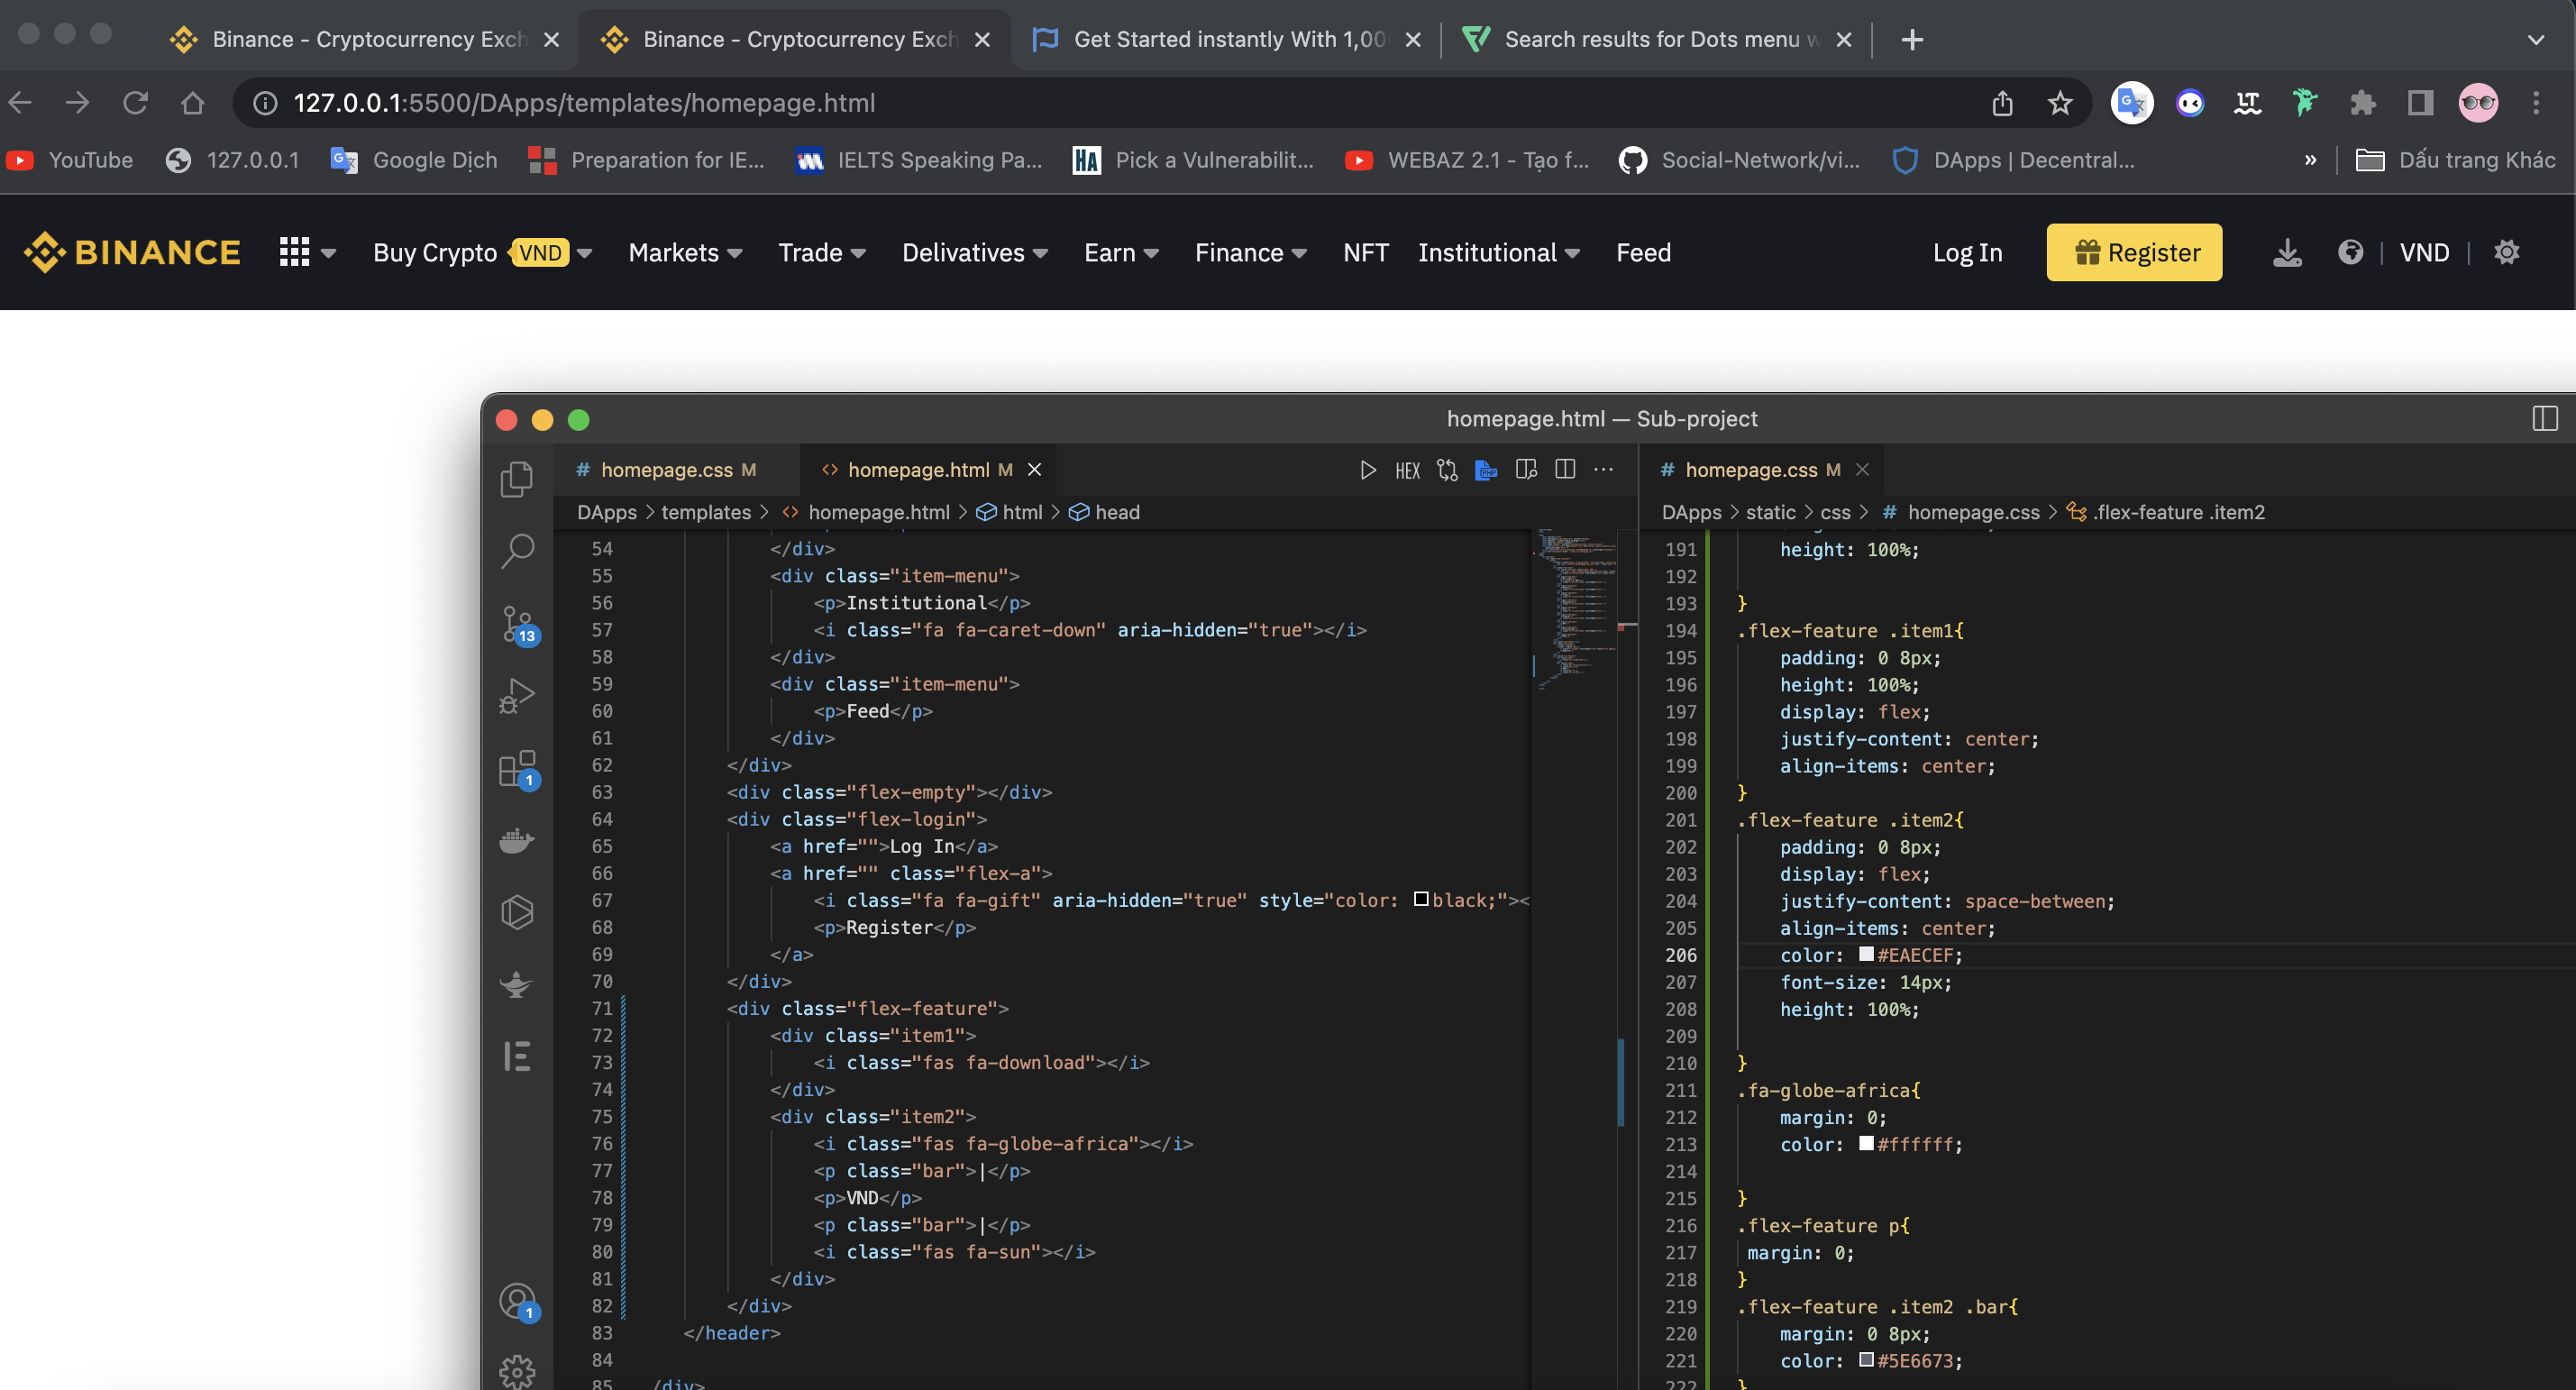 Binance - Cryptocurrency Exch
Binance - Cryptocurrency Exch
Get Started instantly With 1,00
Search results for Dots menu w
127.0.0.1:5500/DApps/templates/homepage.html
YouTube
127.0.0.1
Google Dịch
Preparation for IE...
IELTS Speaking Pa...
HA
Pick a Vulnerabilit...
WEBAZ 2.1 - Tạo f...
Social-Network/vi...
DApps | Decentral...
»
Dấu trang Khác
BINANCE
Buy Crypto VND
Markets
Trade
Delivatives
Earn
Finance
NFT
Institutional
Feed
Log In
Register
| VND |
homepage.html — Sub-project
# homepage.css M
<> homepage.html M
HEX
# homepage.css M
DApps > templates > <> homepage.html > html > head
54 </div>
55 <div class="item-menu">
56 <p>Institutional</p>
57 <i class="fa fa-caret-down" aria-hidden="true"></i>
58 </div>
59 <div class="item-menu">
60 <p>Feed</p>
61 </div>
62 </div>
63 <div class="flex-empty"></div>
64 <div class="flex-login">
65 <a href="">Log In</a>
66 <a href="" class="flex-a">
67 <i class="fa fa-gift" aria-hidden="true" style="color: black;"><
68 <p>Register</p>
69 </a>
70 </div>
71 <div class="flex-feature">
72 <div class="item1">
73 <i class="fas fa-download"></i>
74 </div>
75 <div class="item2">
76 <i class="fas fa-globe-africa"></i>
77 <p class="bar">|</p>
78 <p>VND</p>
79 <p class="bar">|</p>
80 <i class="fas fa-sun"></i>
81 </div>
82 </div>
83 </header>
84
85 /div>
DApps > static > css > # homepage.css > .flex-feature .item2
191 height: 100%;
192
193 }
194 .flex-feature .item1{
195 padding: 0 8px;
196 height: 100%;
197 display: flex;
198 justify-content: center;
199 align-items: center;
200 }
201 .flex-feature .item2{
202 padding: 0 8px;
203 display: flex;
204 justify-content: space-between;
205 align-items: center;
206 color: #EAECEF;
207 font-size: 14px;
208 height: 100%;
209
210 }
211 .fa-globe-africa{
212 margin: 0;
213 color: #ffffff;
214
215 }
216 .flex-feature p{
217 margin: 0;
218 }
219 .flex-feature .item2 .bar{
220 margin: 0 8px;
221 color: #5E6673;
222 }
13
1
1